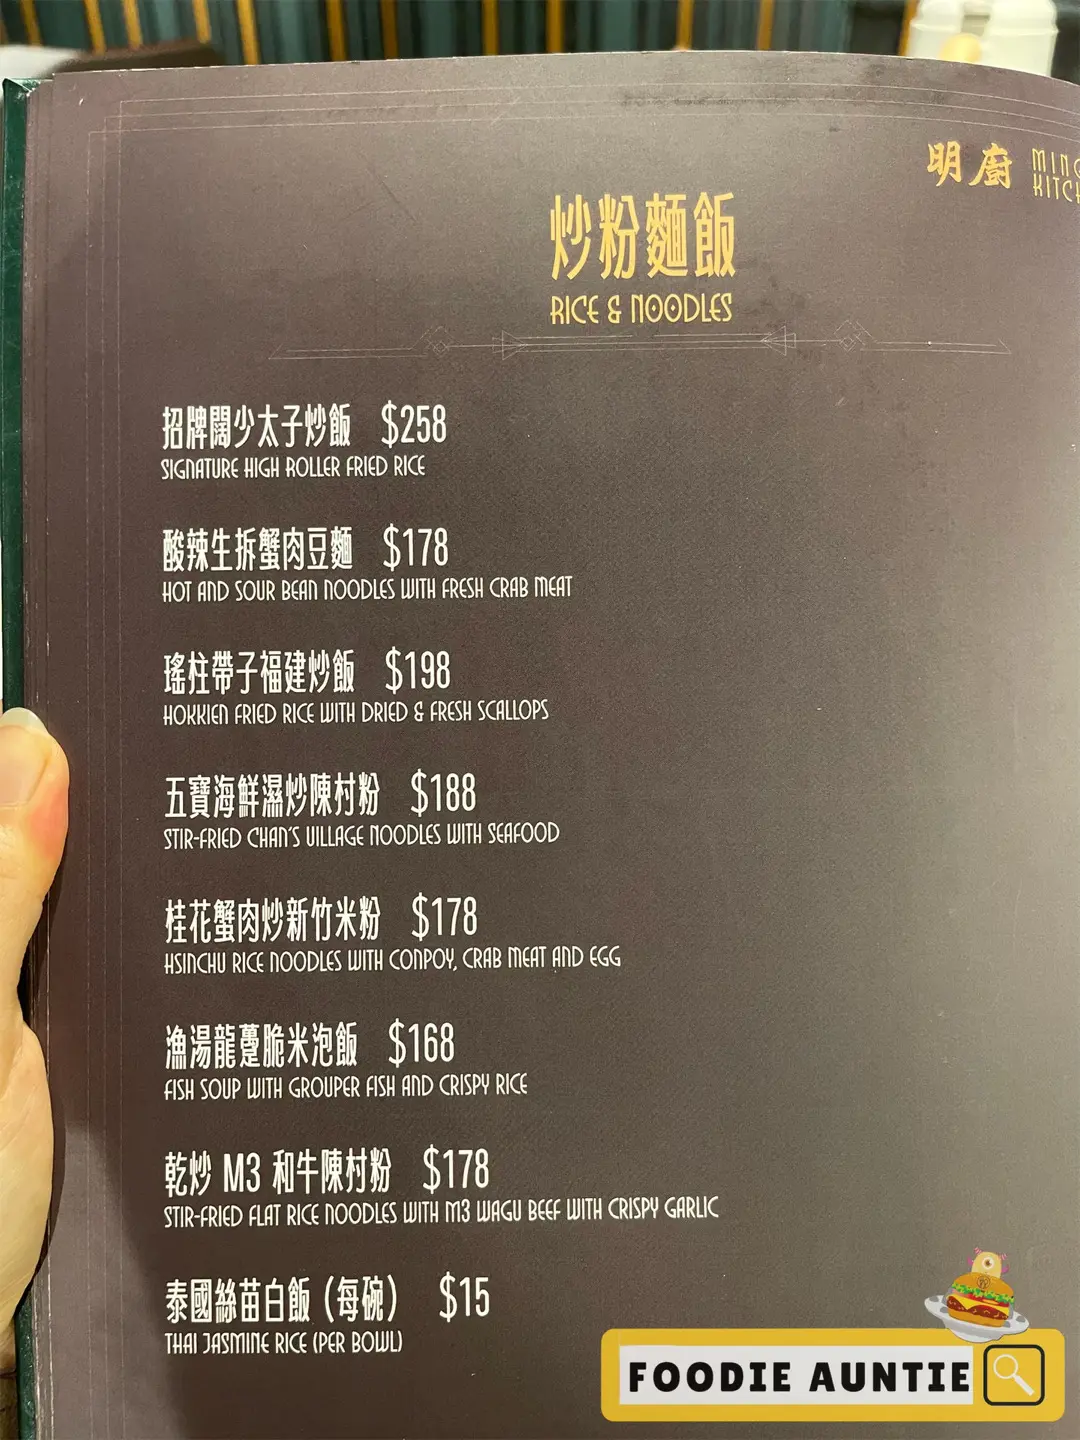 明廚 MING
KITCH
炒粉麵飯
RICE & NOODLES
招牌闊少太子炒飯 $258
SIGNATURE HIGH ROLLER FRIED RICE
酸辣生拆蟹肉豆麵 $178
HOT AND SOUR BEAN NOODLES WITH FRESH CRAB MEAT
瑤柱帶子福建炒飯 $198
HOKKIEN FRIED RICE WITH DRIED & FRESH SCALLOPS
五寶海鮮濕炒陳村粉 $188
STIR-FRIED CHAN'S VILLAGE NOODLES WITH SEAFOOD
桂花蟹肉炒新竹米粉 $178
HSINCHU RICE NOODLES WITH CONPOY, CRAB MEAT AND EGG
漁湯龍躉脆米泡飯 $168
FISH SOUP WITH GROUPER FISH AND CRISPY RICE
乾炒 M3 和牛陳村粉 $178
STIR-FRIED FLAT RICE NOODLES WITH M3 WAGU BEEF WITH CRISPY GARLIC
泰國絲苗白飯（每碗） $15
THAI JASMINE RICE (PER BOWL)
FOODIE AUNTIE